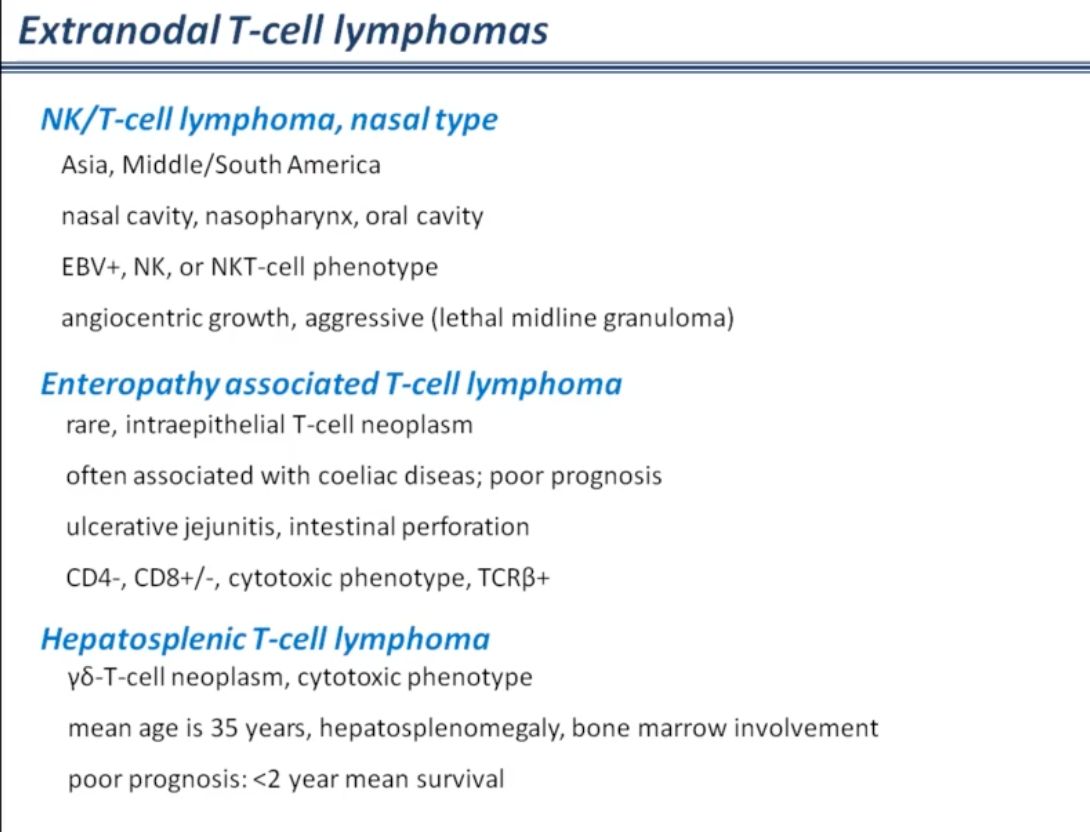 Extranodal T-cell lymphomas
NK/T-cell lymphoma, nasal type
Asia, Middle/South America
nasal cavity, nasopharynx, oral cavity
EBV+, NK, or NKT-cell phenotype
angiocentric growth, aggressive (lethal midline granuloma)
Enteropathy associated T-cell lymphoma
rare, intraepithelial T-cell neoplasm
often associated with coeliac diseas; poor prognosis
ulcerative jejunitis, intestinal perforation
CD4-, CD8+/-, cytotoxic phenotype, TCRβ+
Hepatosplenic T-cell lymphoma
γδ-T-cell neoplasm, cytotoxic phenotype
mean age is 35 years, hepatosplenomegaly, bone marrow involvement
poor prognosis: <2 year mean survival